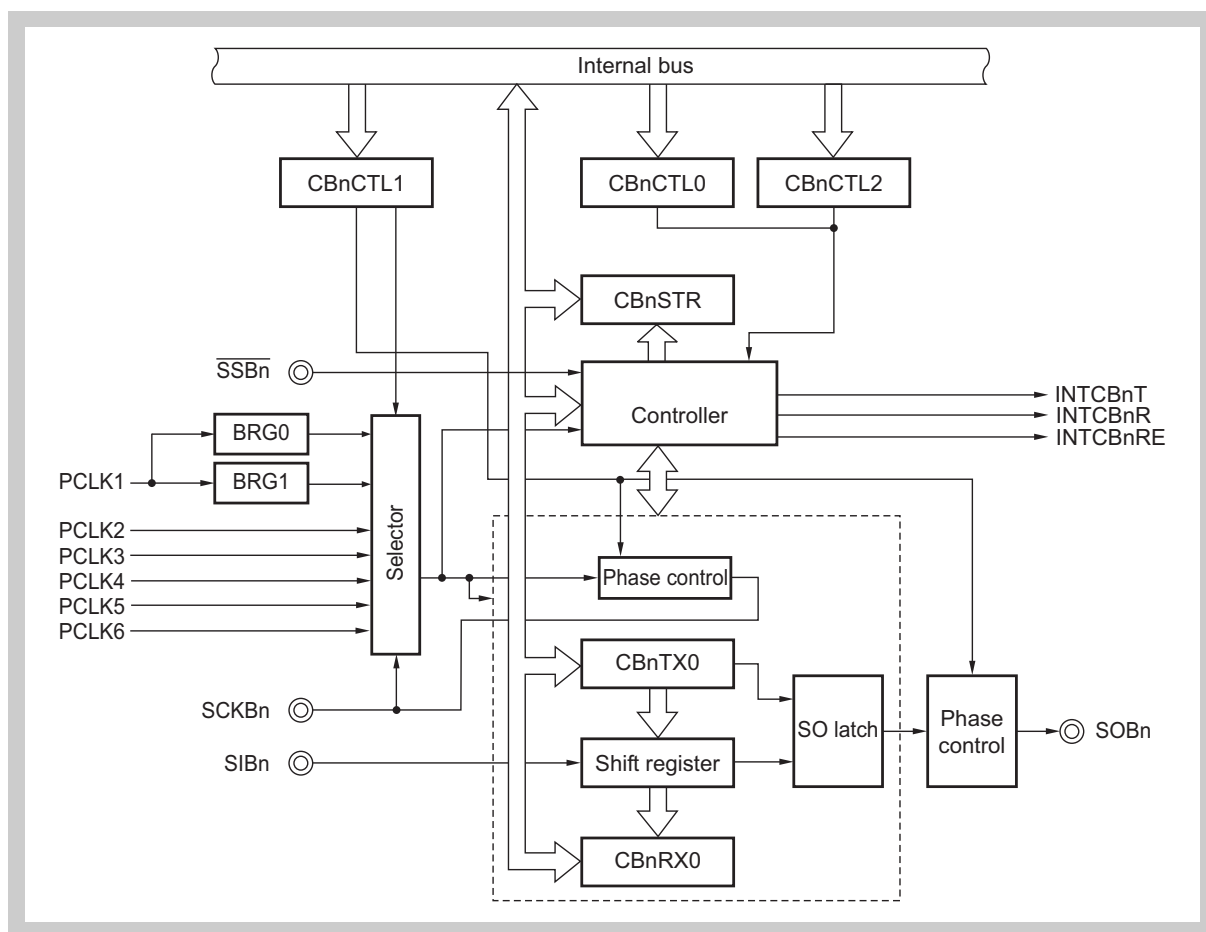 Internal bus
CBnCTL1
CBnCTL0
CBnCTL2
CBnSTR
SSBn
Controller
INTCBnT
INTCBnR
INTCBnRE
BRG0
PCLK1
BRG1
PCLK2
PCLK3
PCLK4
PCLK5
PCLK6
Selector
Phase control
CBnTX0
SCKBn
SO latch
Phase
control
SOBn
SIBn
Shift register
CBnRX0